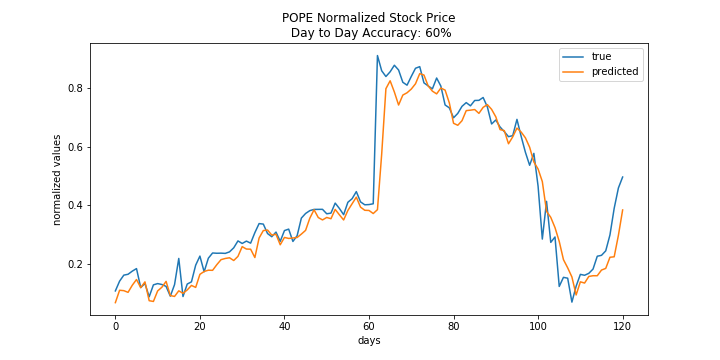 POPE Normalized Stock Price
Day to Day Accuracy: 60%
true
predicted
normalized values
0.8
0.6
0.4
0.2
0
20
40
60
80
100
120
days